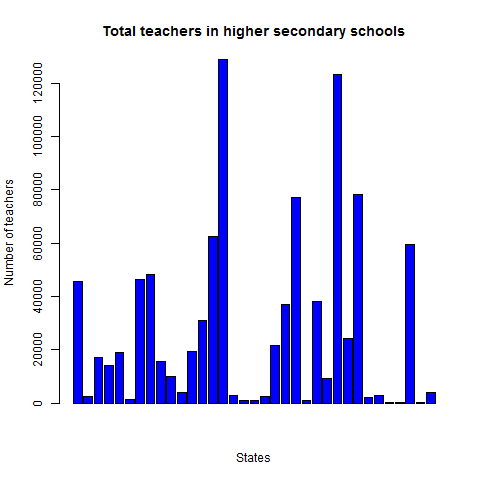 Total teachers in higher secondary schools
Number of teachers
120000
100000
80000
60000
40000
20000
0
States